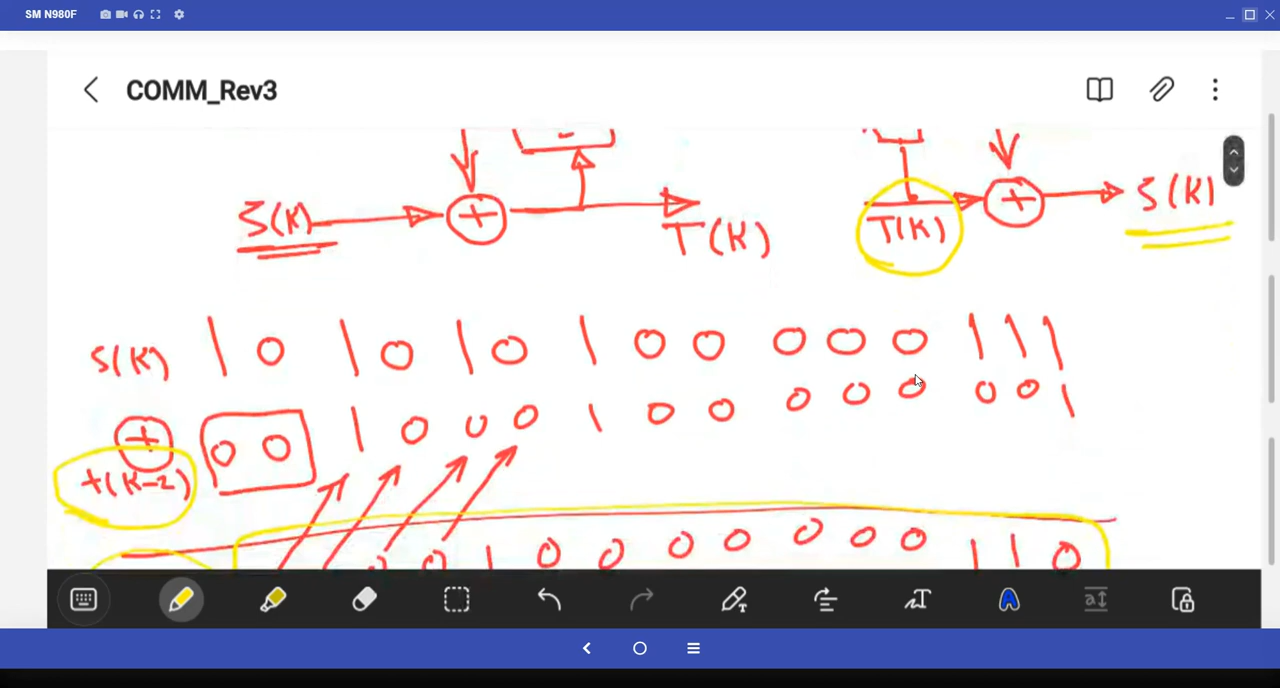 SM N980F
COMM_Rev3
S(K) + T(K) T(K) + S(K)
S(K) 1 0 1 0 1 0 1 0 0 0 0 0 1 1 1
+ 0 0 1 0 0 0 1 0 0 0 0 0 0 0 1
t(K-2)
0 0 1 0 0 0 0 0 0 0 1 1 0